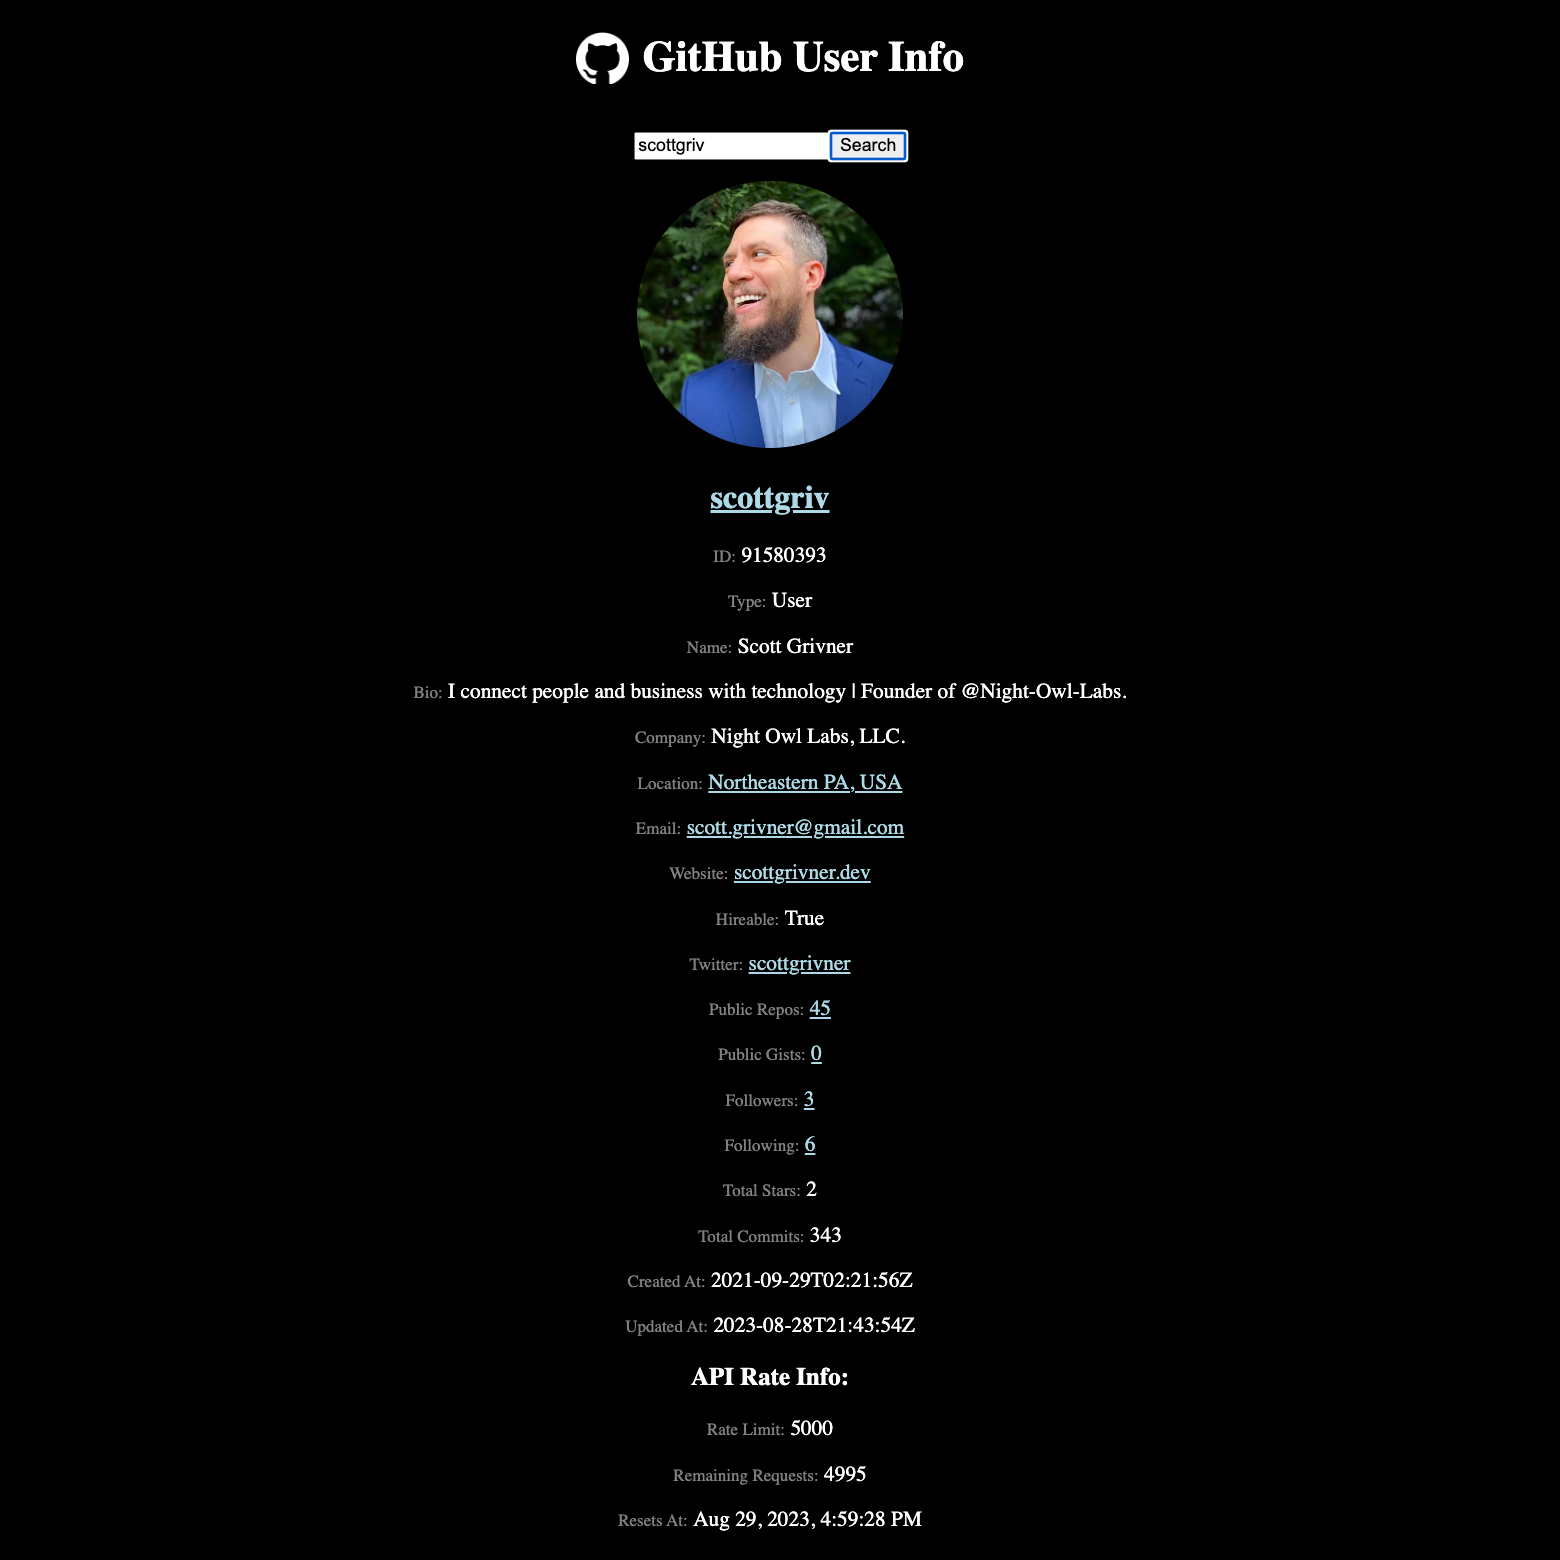 GitHub User Info
scottgriv Search
scottgriv
ID: 91580393
Type: User
Name: Scott Grivner
Bio: I connect people and business with technology | Founder of @Night-Owl-Labs.
Company: Night Owl Labs, LLC.
Location: Northeastern PA, USA
Email: scott.grivner@gmail.com
Website: scottgrivner.dev
Hireable: True
Twitter: scottgrivner
Public Repos: 45
Public Gists: 0
Followers: 3
Following: 6
Total Stars: 2
Total Commits: 343
Created At: 2021-09-29T02:21:56Z
Updated At: 2023-08-28T21:43:54Z
API Rate Info:
Rate Limit: 5000
Remaining Requests: 4995
Resets At: Aug 29, 2023, 4:59:28 PM